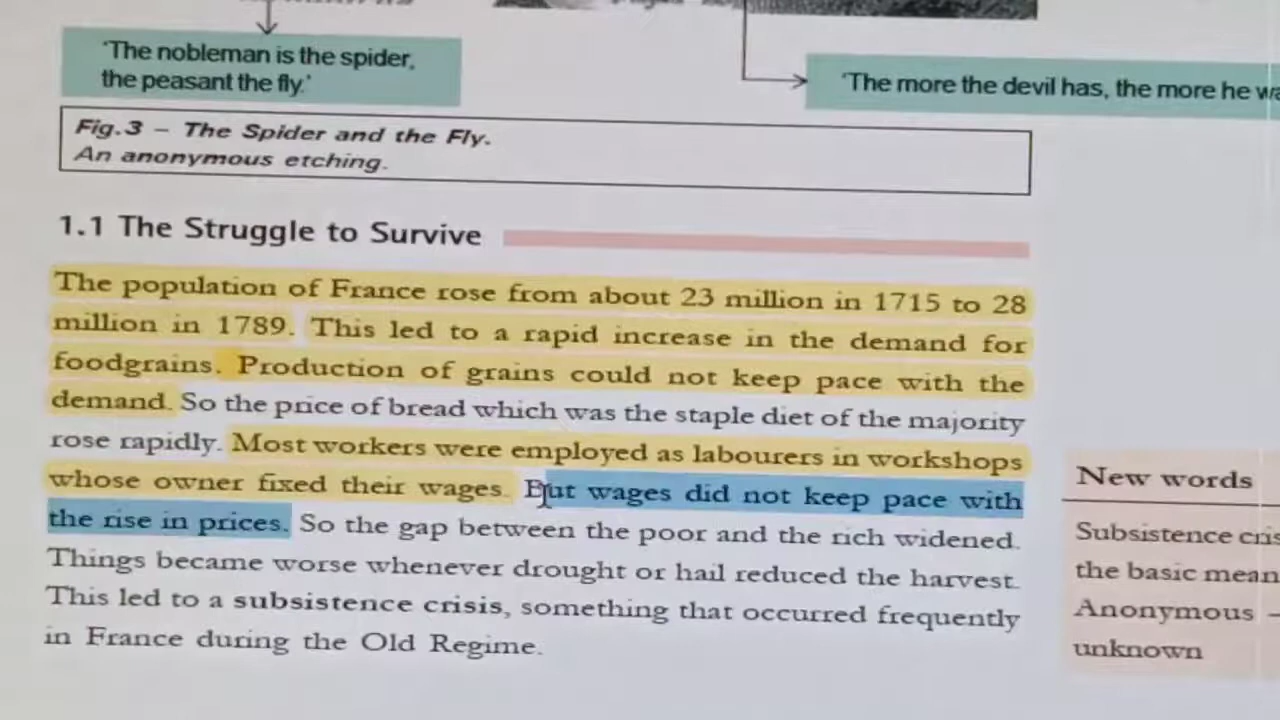 'The nobleman is the spider,
the peasant the fly.'
'The more the devil has, the more he
Fig.3 – The Spider and the Fly.
An anonymous etching.
1.1 The Struggle to Survive
The population of France rose from about 23 million in 1715 to 28
million in 1789. This led to a rapid increase in the demand for
foodgrains. Production of grains could not keep pace with the
demand. So the price of bread which was the staple diet of the majority
rose rapidly. Most workers were employed as labourers in workshops
whose owner fixed their wages. But wages did not keep pace with
the rise in prices. So the gap between the poor and the rich widened.
Things became worse whenever drought or hail reduced the harvest.
This led to a subsistence crisis, something that occurred frequently
in France during the Old Regime.
New words
Subsistence
the basic
Anonymous –
unknown